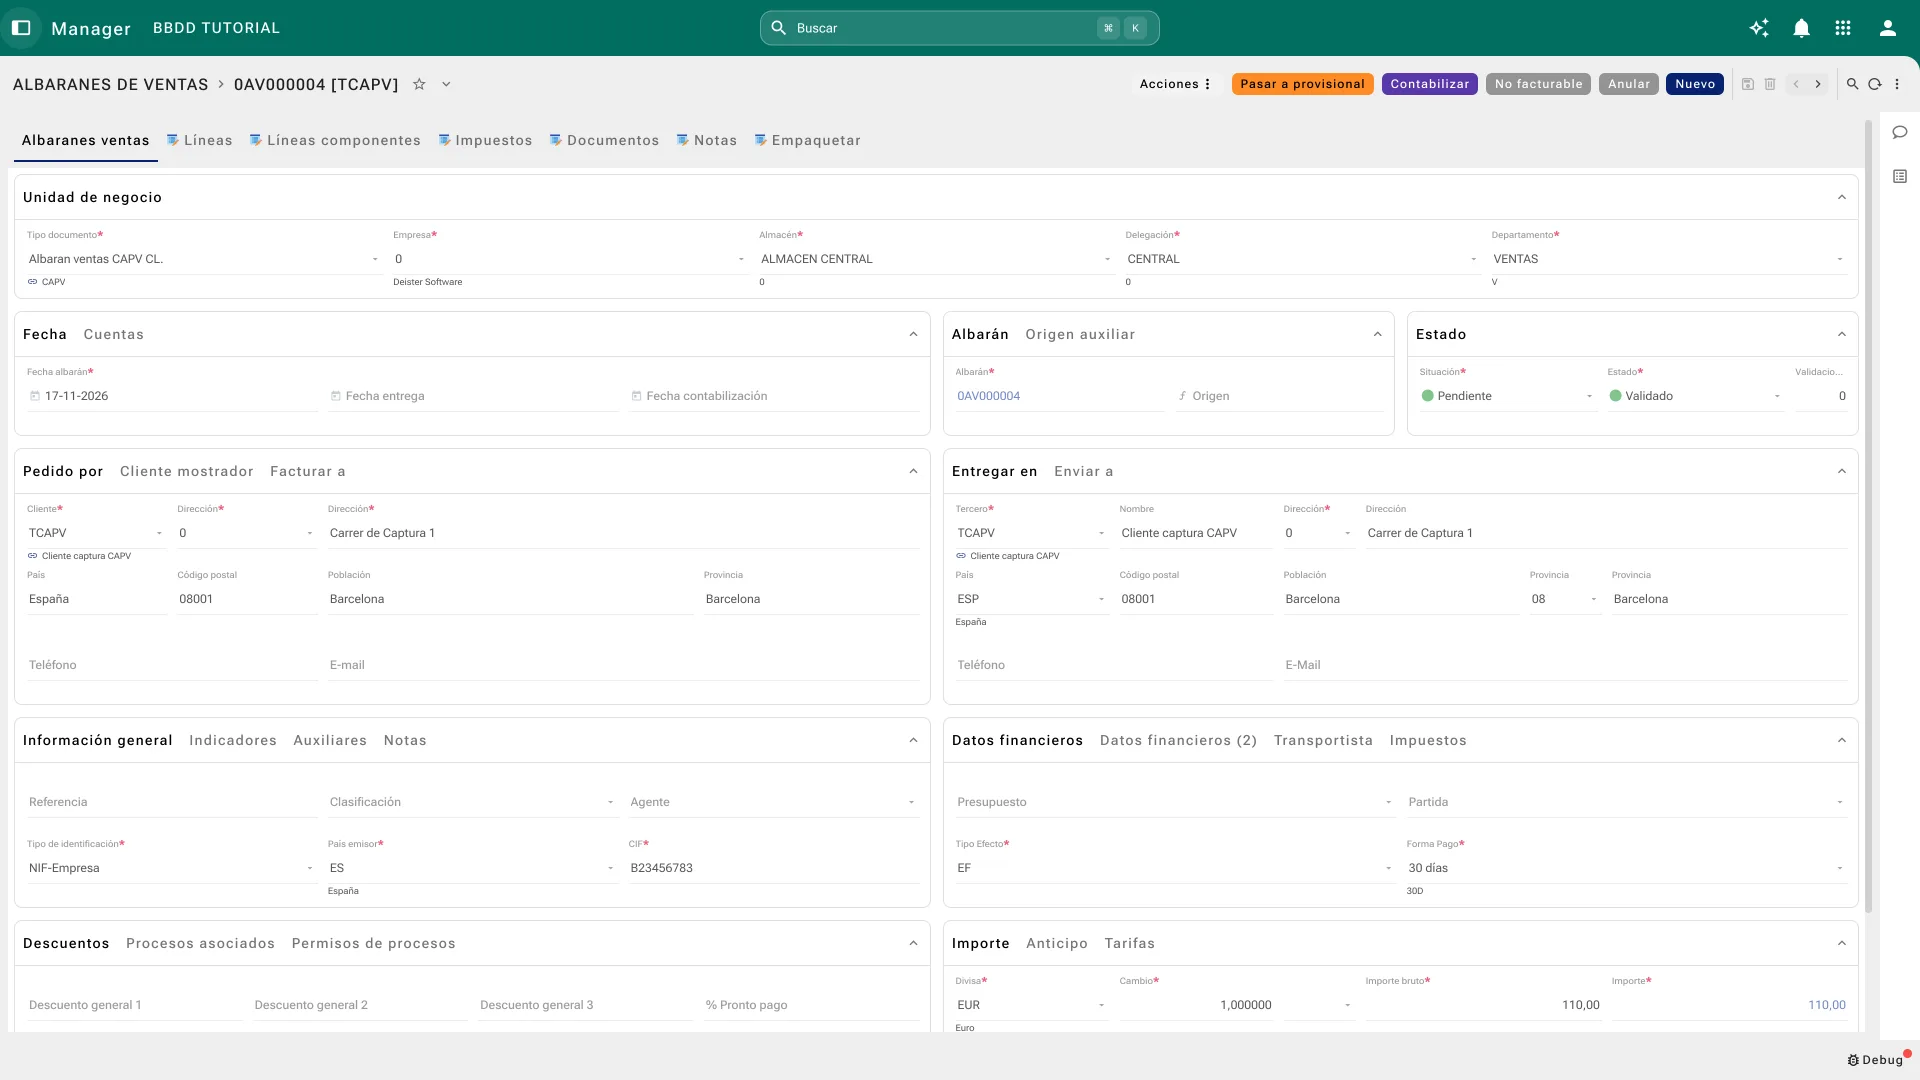 Manager BBDD TUTORIAL Buscar ⌘ K
ALBARANES DE VENTAS › 0AV000004 [TCAPV] Acciones Pasar a provisional Contabilizar No facturable Anular Nuevo
Albaranes ventas Líneas Líneas componentes Impuestos Documentos Notas Empaquetar
Unidad de negocio
Tipo documento* Empresa* Almacén* Delegación* Departamento*
Albaran ventas CAPV CL. 0 ALMACEN CENTRAL CENTRAL VENTAS
CAPV Deister Software 0 0 V
Fecha Cuentas Albarán Origen auxiliar Estado
Fecha albarán* Albarán* Situación* Estado* Validacio...
17-11-2026 Fecha entrega Fecha contabilización 0AV000004 Origen Pendiente Validado 0
Pedido por Cliente mostrador Facturar a Entregar en Enviar a
Cliente* Dirección* Dirección* Tercero* Nombre Dirección* Dirección
TCAPV 0 Carrer de Captura 1 TCAPV Cliente captura CAPV 0 Carrer de Captura 1
Cliente captura CAPV Cliente captura CAPV
País Código postal Población Provincia País Código postal Población Provincia Provincia
España 08001 Barcelona Barcelona ESP 08001 Barcelona 08 Barcelona
España
Teléfono E-mail Teléfono E-Mail
Información general Indicadores Auxiliares Notas Datos financieros Datos financieros (2) Transportista Impuestos
Referencia Clasificación Agente Presupuesto Partida
Tipo de identificación* Pais emisor* CIF* Tipo Efecto* Forma Pago*
NIF-Empresa ES B23456783 EF 30 días
España 30D
Descuentos Procesos asociados Permisos de procesos Importe Anticipo Tarifas
Divisa* Cambio* Importe bruto* Importe*
Descuento general 1 Descuento general 2 Descuento general 3 % Pronto pago EUR 1,000000 110,00 110,00
Euro
Debug